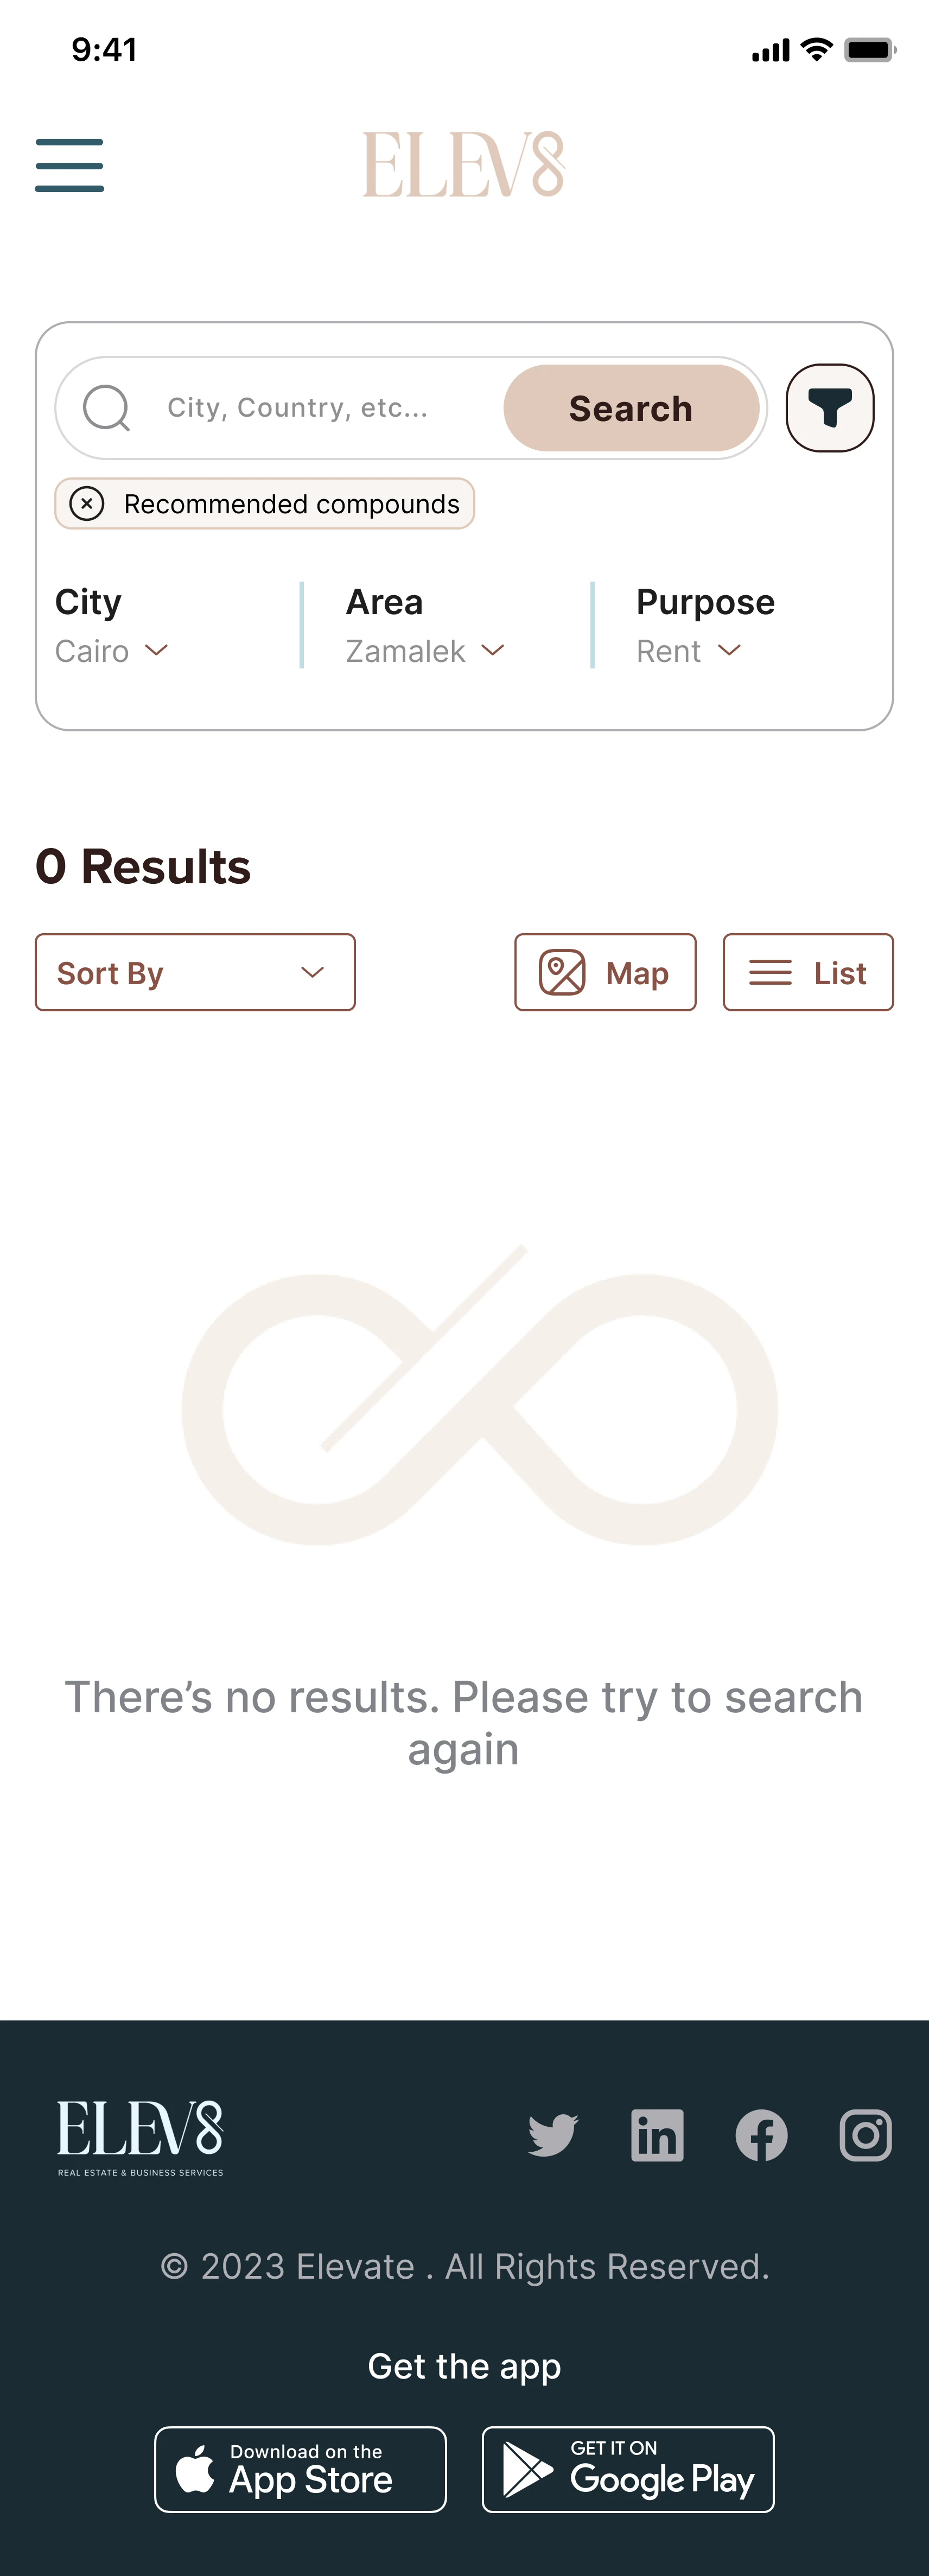 9:41
ELEV8
City, Country, etc...
Search
Recommended compounds
City
Area
Purpose
Cairo
Zamalek
Rent
0 Results
Sort By
Map
List
There's no results. Please try to search
again
ELEV8
REAL ESTATE & BUSINESS SERVICES
© 2023 Elevate . All Rights Reserved.
Get the app
Download on the
App Store
GET IT ON
Google Play